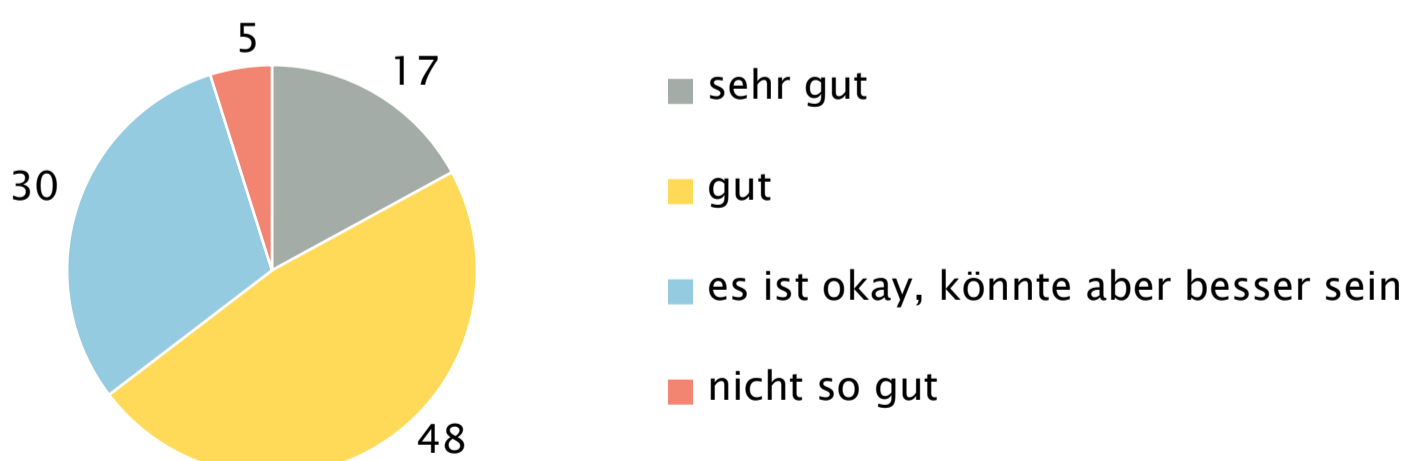 5
17
30
48
sehr gut
gut
es ist okay, könnte aber besser sein
nicht so gut